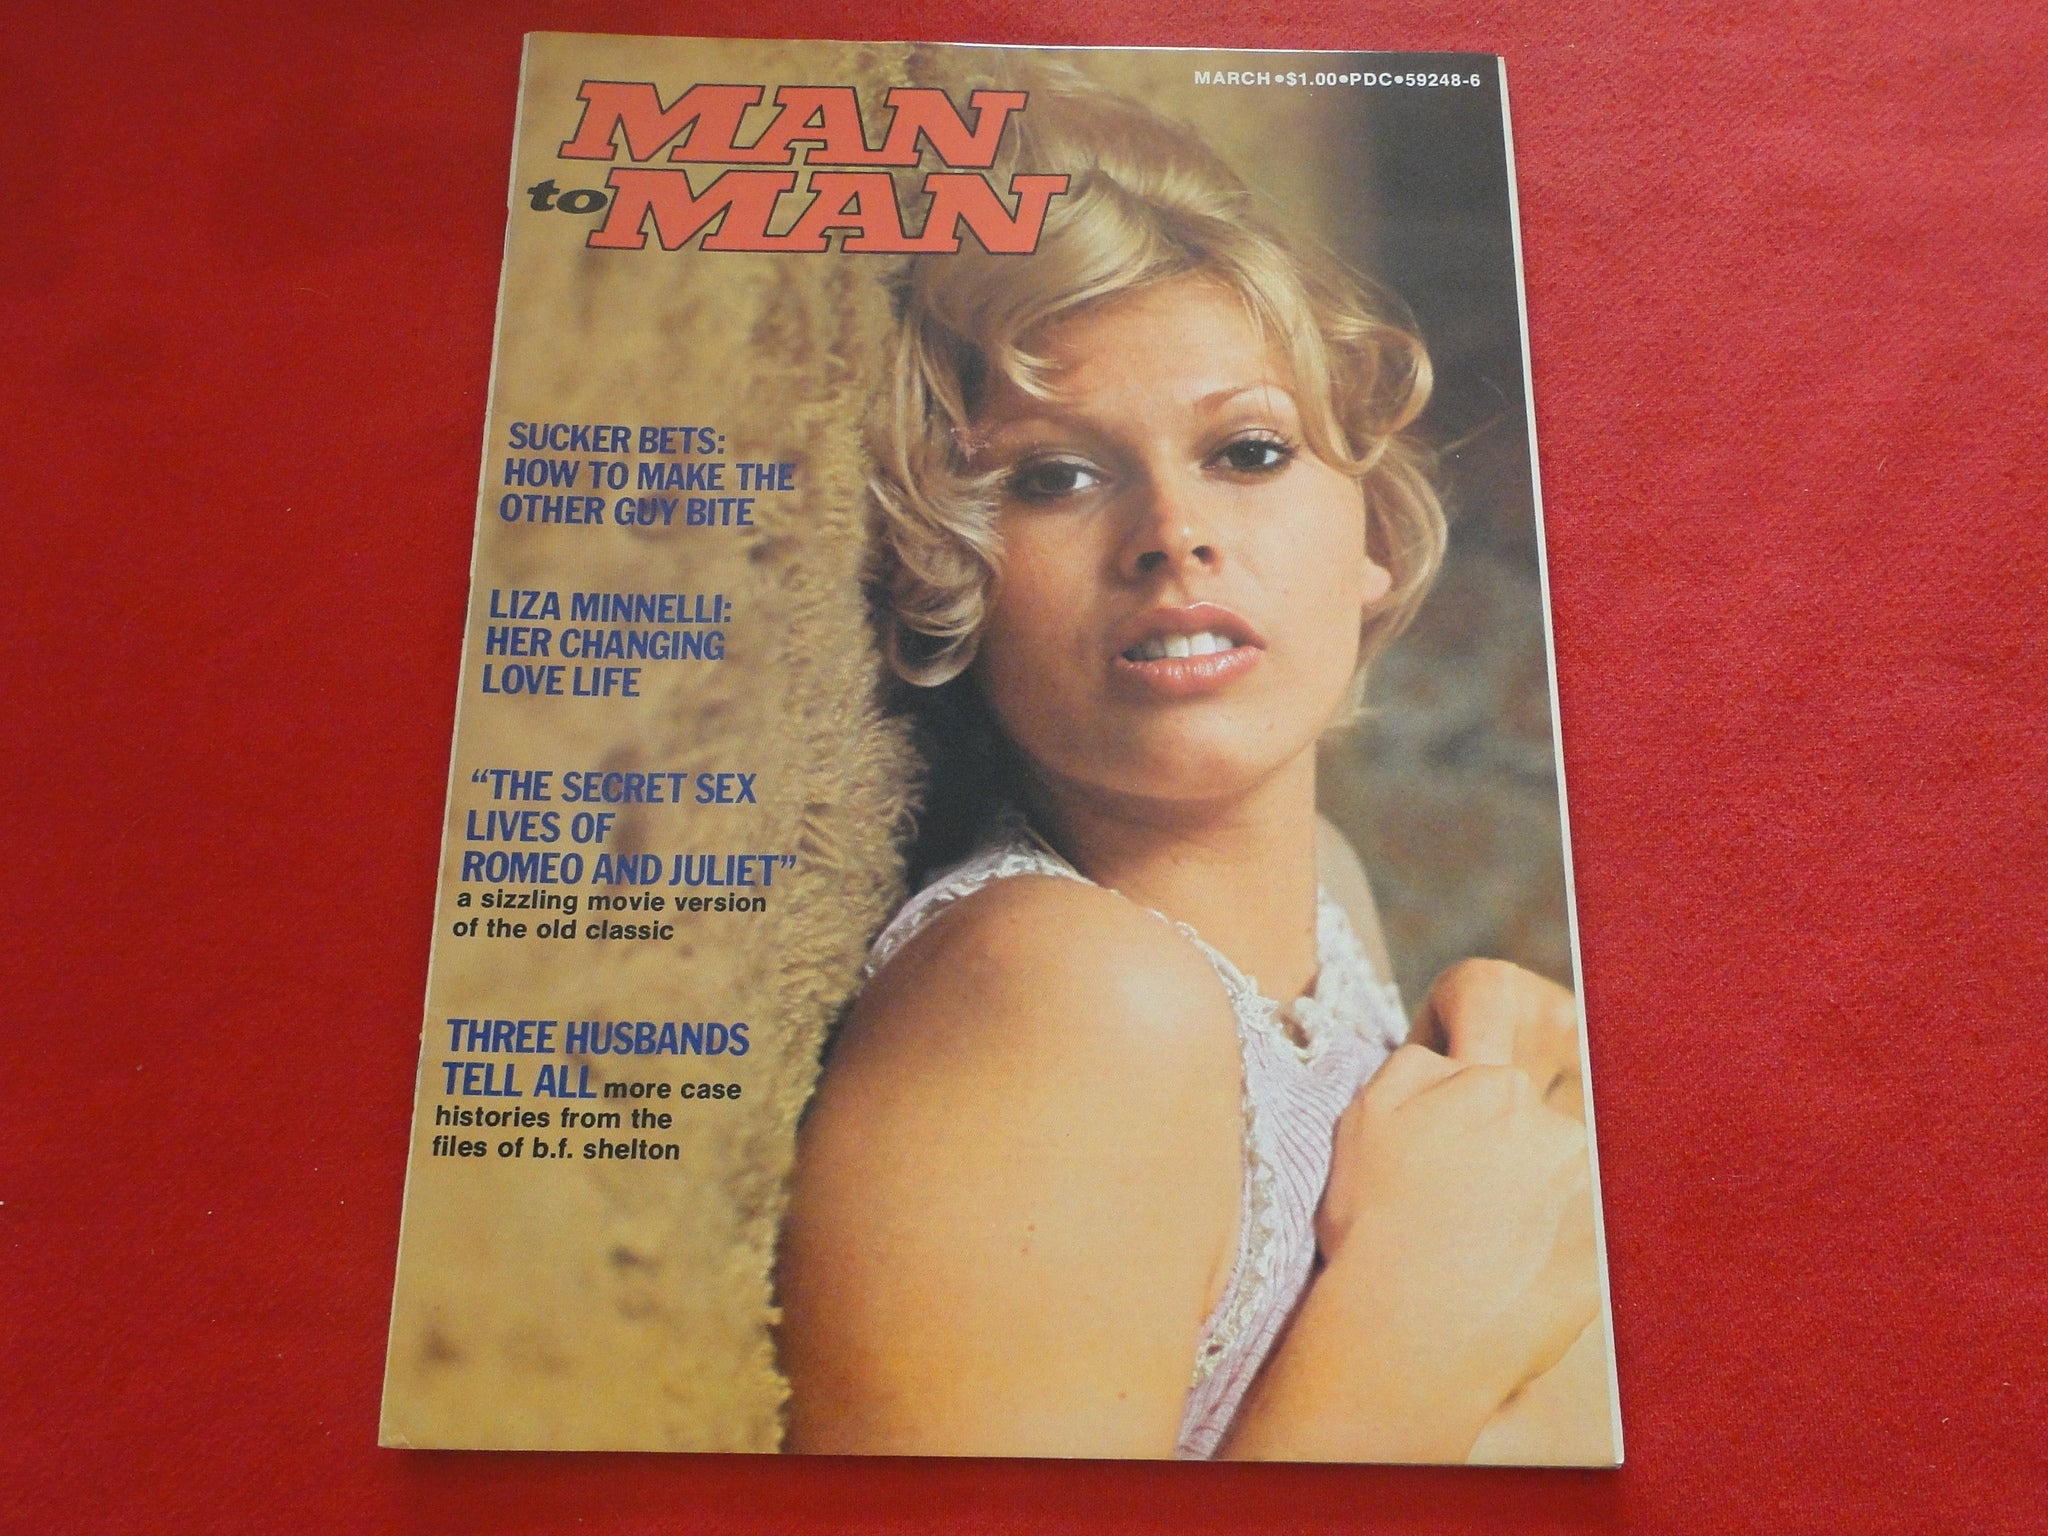 MARCH•$1.00•PDC•59248-6
MAN
to MAN
SUCKER BETS:
HOW TO MAKE THE
OTHER GUY BITE
LIZA MINNELLI:
HER CHANGING
LOVE LIFE
“THE SECRET SEX
LIVES OF
ROMEO AND JULIET”
a sizzling movie version
of the old classic
THREE HUSBANDS
TELL ALL more case
histories from the
files of b.f. shelton